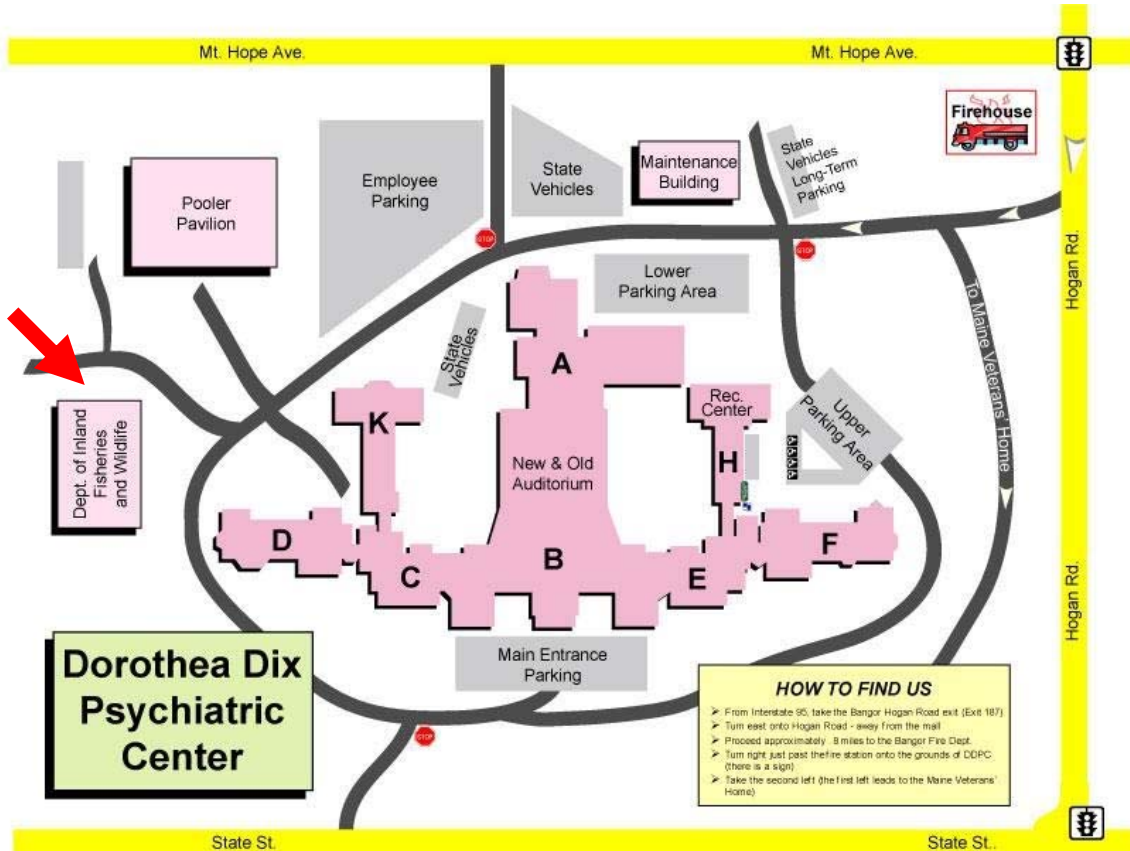 Mt. Hope Ave.
Mt. Hope Ave.
Firehouse
Hogan Rd.
Hogan Rd.
Pooler
Pavilion
Employee
Parking
State
Vehicles
Maintenance
Building
State
Vehicles
Long-Term
Parking
STOP
STOP
Lower
Parking Area
State
Vehicles
To Maine Veterans' Home
A
K
Rec.
Center
H
Upper
Parking Area
New & Old
Auditorium
Dept. of Inland
Fisheries
and Wildlife
D
C
B
E
F
Main Entrance
Parking
STOP
Dorothea Dix
Psychiatric
Center
HOW TO FIND US
From Interstate 95, take the Bangor Hogan Road exit (Exit 187)
Turn east onto Hogan Road - away from the mall
Proceed approximately .8 miles to the Bangor Fire Dept.
Turn right just past the fire station onto the grounds of DDPC
(there is a sign)
Take the second left (the first left leads to the Maine Veterans'
Home)
State St.
State St..